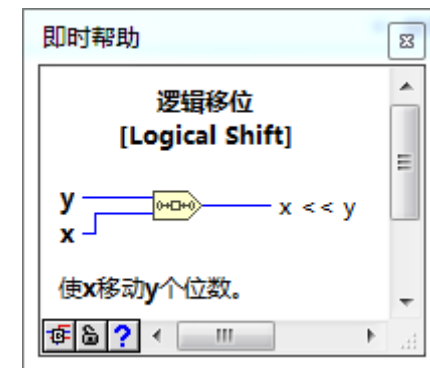 即时帮助
逻辑移位
[Logical Shift]
y
x << y
x
使x移动y个位数。
?